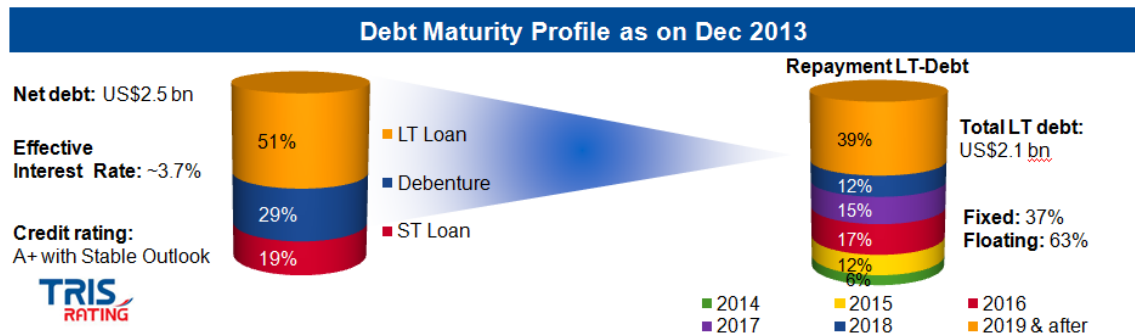 Debt Maturity Profile as on Dec 2013
Net debt: US$2.5 bn
Effective
Interest Rate: ~3.7%
Credit rating:
A+ with Stable Outlook
TRIS
RATING
51%
29%
19%
LT Loan
Debenture
ST Loan
Repayment LT-Debt
39%
12%
15%
17%
12%
6%
Total LT debt:
US$2.1 bn
Fixed: 37%
Floating: 63%
2014 2015 2016
2017 2018 2019 & after